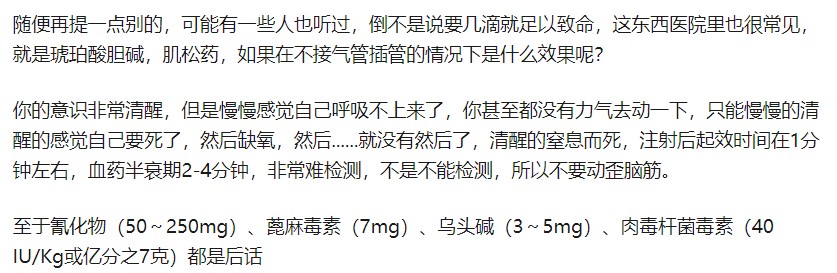 随便再提一点别的，可能有一些人也听过，倒不是说要几滴就足以致命，这东西医院里也很常见，
就是琥珀酸胆碱，肌松药，如果在不接气管插管的情况下是什么效果呢？
你的意识非常清醒，但是慢慢感觉自己呼吸不上来了，你甚至都没有力气去动一下，只能慢慢的清
醒的感觉自己要死了，然后缺氧，然后......就没有然后了，清醒的窒息而死，注射后起效时间在1分
钟左右，血药半衰期2-4分钟，非常难检测，不是不能检测，所以不要动歪脑筋。
至于氰化物（50～250mg）、蓖麻毒素（7mg）、乌头碱（3～5mg）、肉毒杆菌毒素（40
IU/Kg或亿分之7克）都是后话